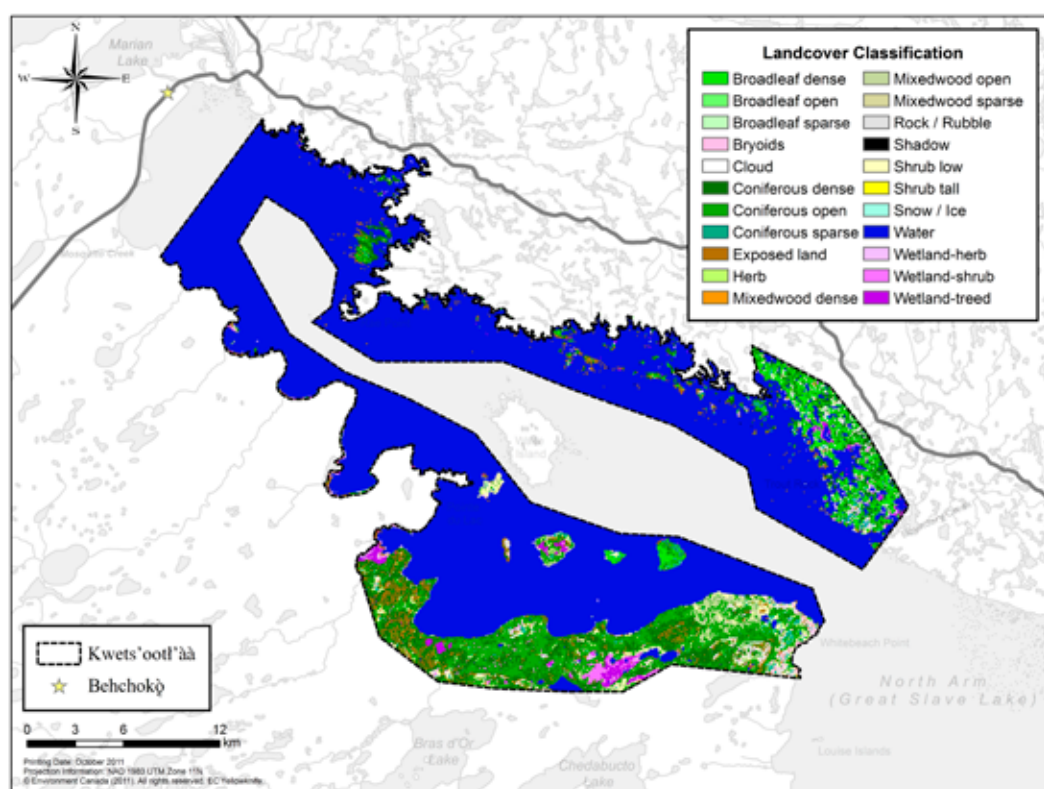 N
Marian
Lake
W
E
S
Landcover Classification
Broadleaf dense
Broadleaf open
Broadleaf sparse
Bryoids
Cloud
Coniferous dense
Coniferous open
Coniferous sparse
Exposed land
Herb
Mixedwood dense
Mixedwood open
Mixedwood sparse
Rock / Rubble
Shadow
Shrub low
Shrub tall
Snow / Ice
Water
Wetland-herb
Wetland-shrub
Wetland-treed
Mosquito Creek
Island
Whitebeach Point
North Arm
(Great Slave Lake)
Louise Islands
Bras d'Or
Lake
Chedabucto
Lake
Kwets'ootł'àà
Behchokǫ̀
0 3 6 12
km
Printing Date: October 2011
Projection Information: NAD 1983 UTM Zone 11N
© Environment Canada (2011). All rights reserved. EC Yellowknife